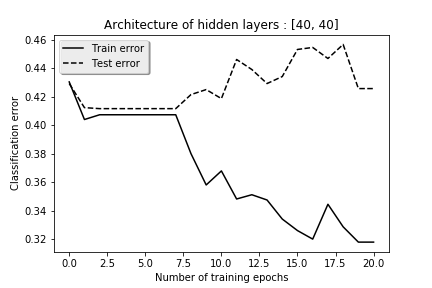 Architecture of hidden layers : [40, 40]
Train error
Test error
Classification error
0.46
0.44
0.42
0.40
0.38
0.36
0.34
0.32
0.0 2.5 5.0 7.5 10.0 12.5 15.0 17.5 20.0
Number of training epochs